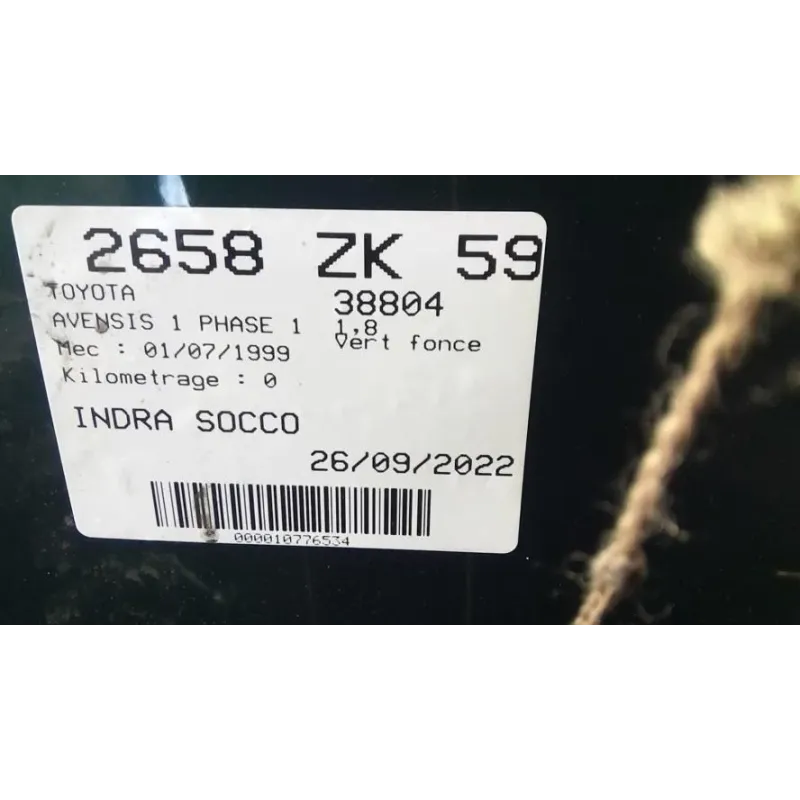 2658 ZK 59
TOYOTA
38804
AVENSIS 1 PHASE 1
1,8
Mec : 01/07/1999
Vert fonce
Kilometrage : 0
INDRA SOCCO
26/09/2022
000010776534